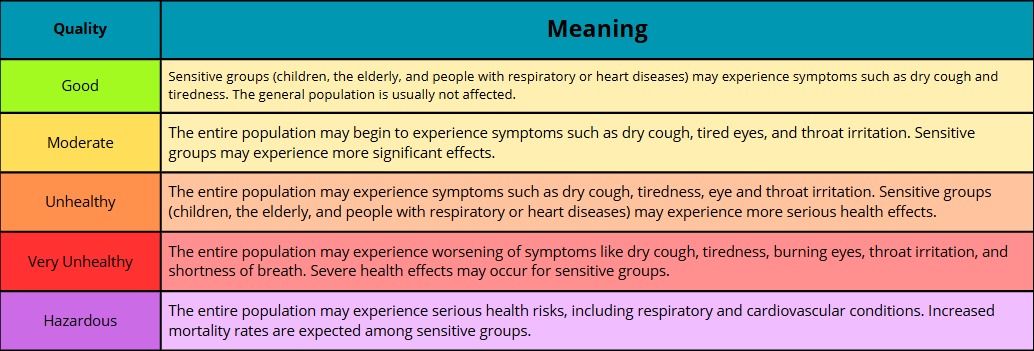 Quality
Meaning
Good
Sensitive groups (children, the elderly, and people with respiratory or heart diseases) may experience symptoms such as dry cough and
tiredness. The general population is usually not affected.
Moderate
The entire population may begin to experience symptoms such as dry cough, tired eyes, and throat irritation. Sensitive
groups may experience more significant effects.
Unhealthy
The entire population may experience symptoms such as dry cough, tiredness, eye and throat irritation. Sensitive groups
(children, the elderly, and people with respiratory or heart diseases) may experience more serious health effects.
Very Unhealthy
The entire population may experience worsening of symptoms like dry cough, tiredness, burning eyes, throat irritation, and
shortness of breath. Severe health effects may occur for sensitive groups.
Hazardous
The entire population may experience serious health risks, including respiratory and cardiovascular conditions. Increased
mortality rates are expected among sensitive groups.